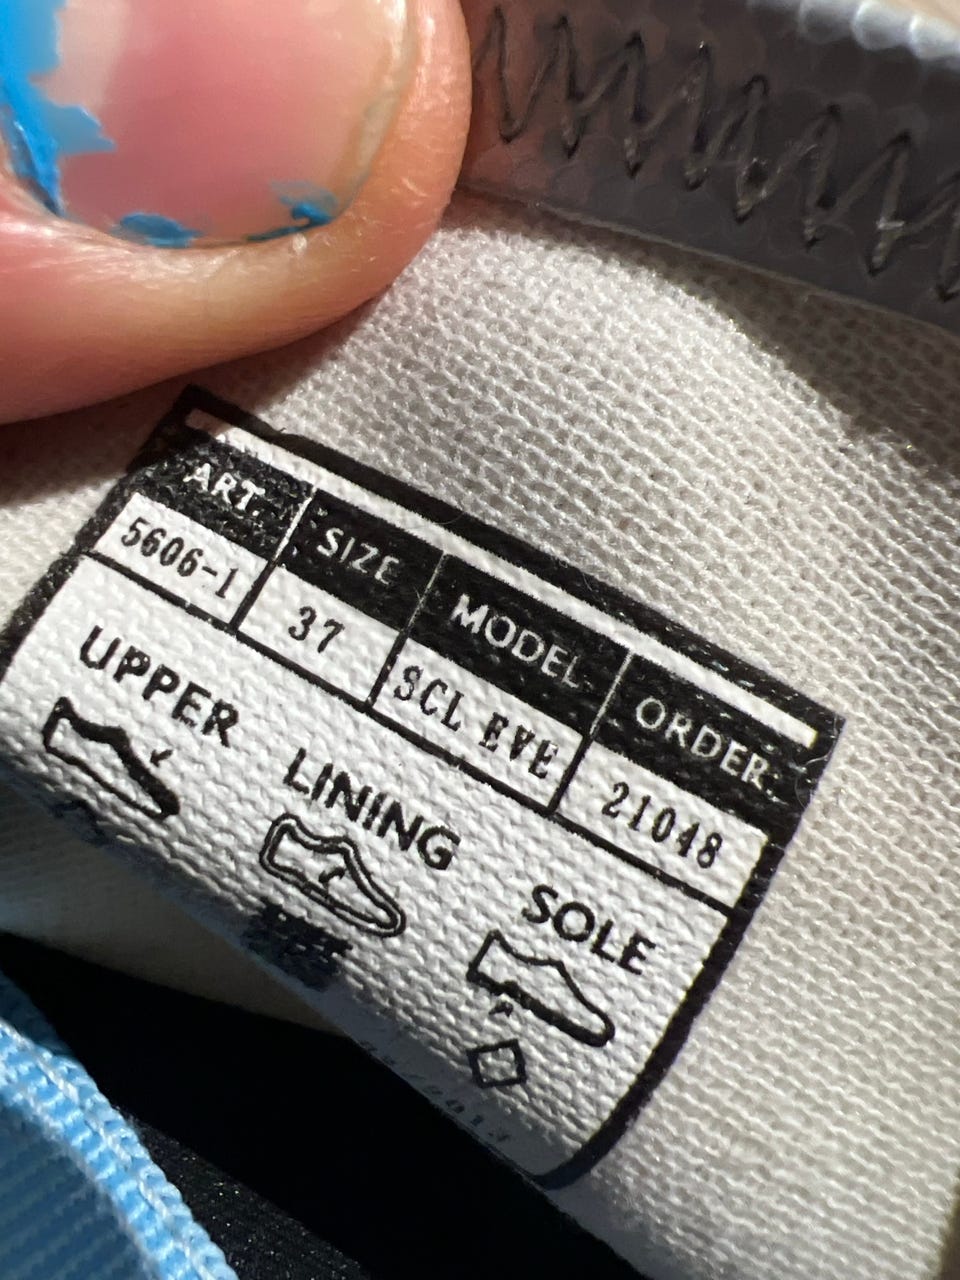 ART. SIZE MODEL ORDER:
5606-1 37 SCL EVE 21048
UPPER LINING SOLE